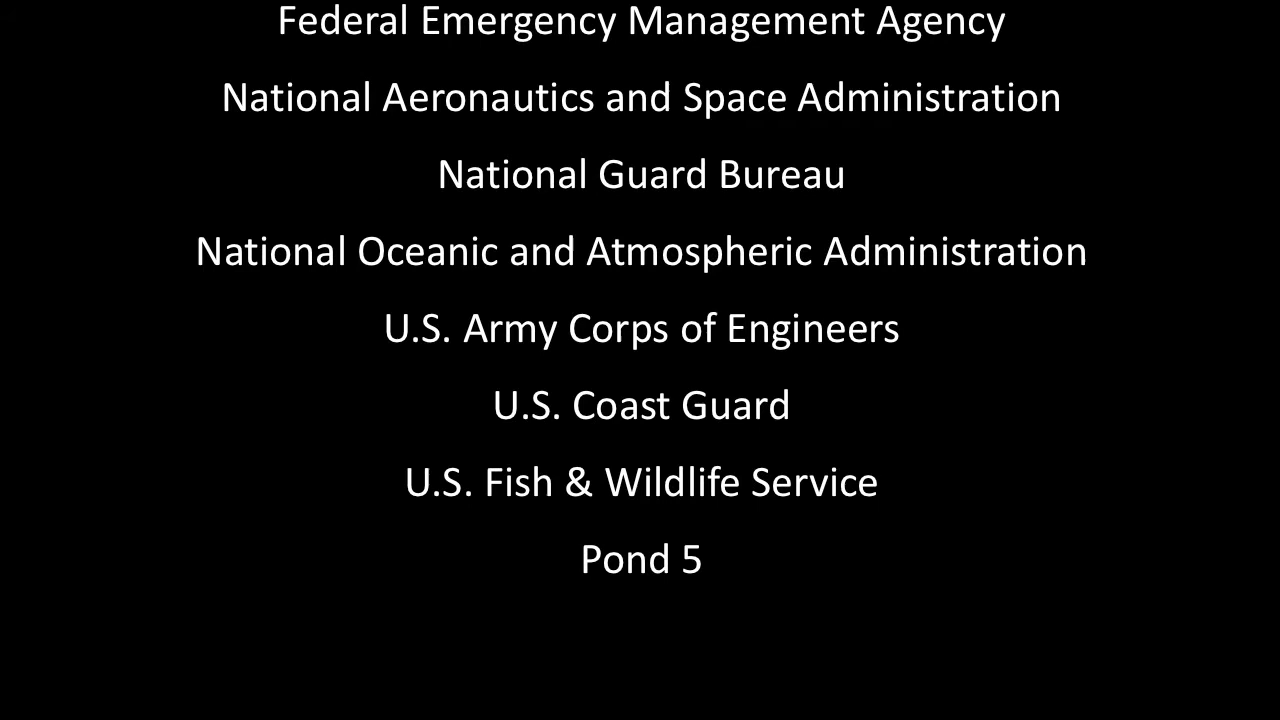 Federal Emergency Management Agency
National Aeronautics and Space Administration
National Guard Bureau
National Oceanic and Atmospheric Administration
U.S. Army Corps of Engineers
U.S. Coast Guard
U.S. Fish & Wildlife Service
Pond 5